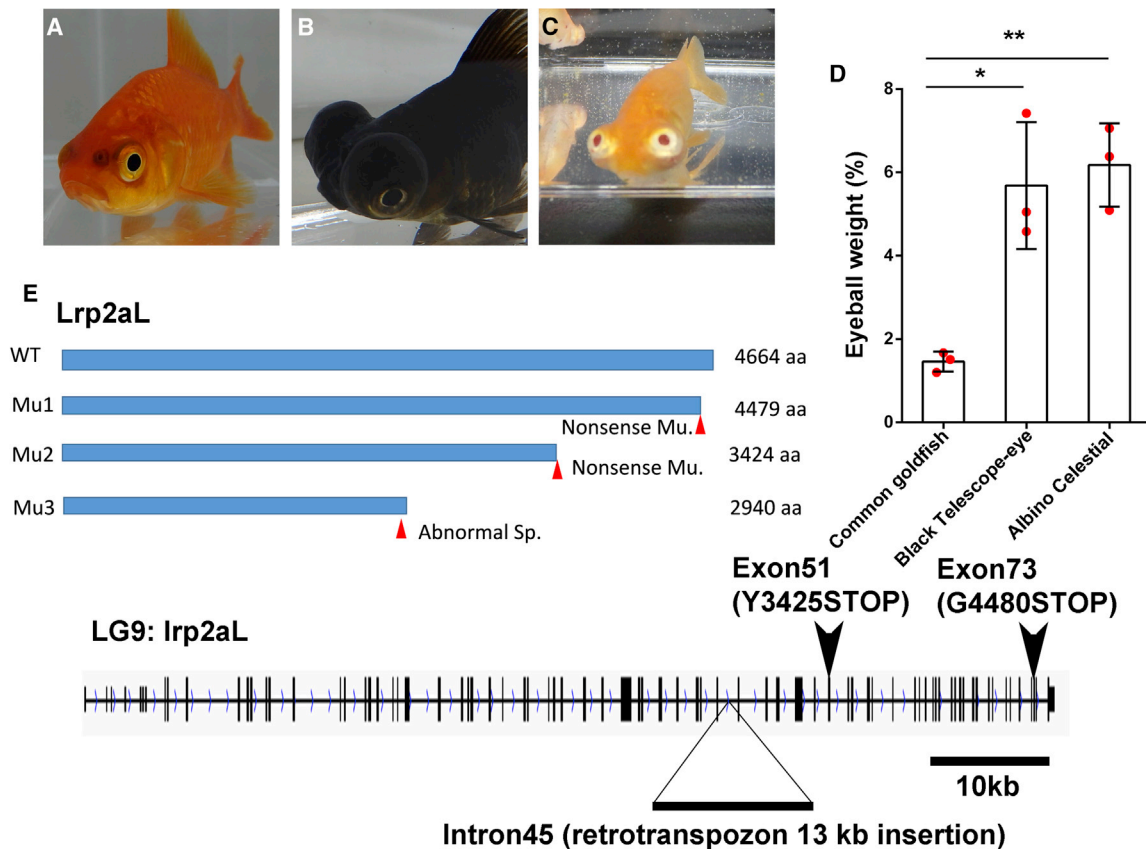 A
B
C
D
**
*
8
6
4
2
0
Eyeball weight (%)
Common goldfish
Black Telescope-eye
Albino Celestial
E
Lrp2aL
WT
4664 aa
Mu1
4479 aa
Nonsense Mu.
Mu2
3424 aa
Nonsense Mu.
Mu3
2940 aa
Abnormal Sp.
Exon51
(Y3425STOP)
Exon73
(G4480STOP)
LG9: lrp2aL
10kb
Intron45 (retrotranspozon 13 kb insertion)